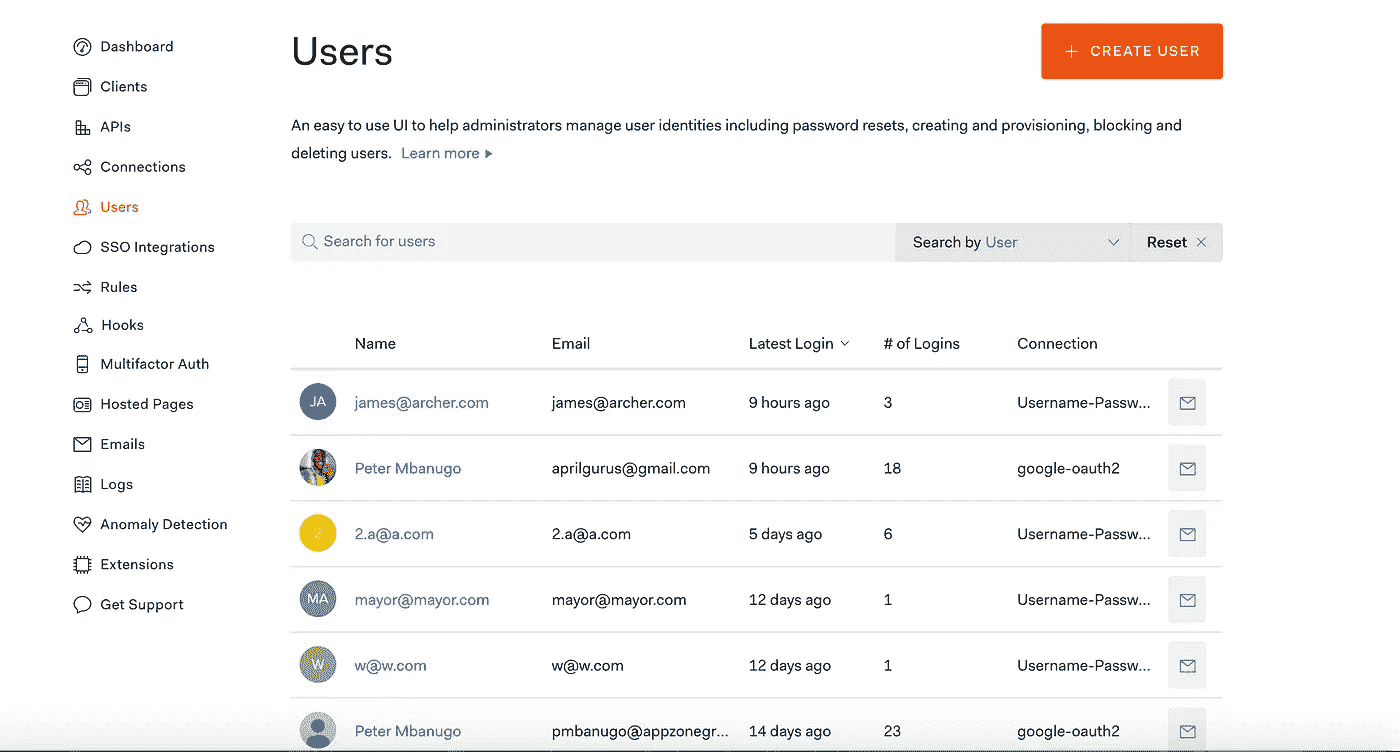 Dashboard
Clients
APIs
Connections
Users
SSO Integrations
Rules
Hooks
Multifactor Auth
Hosted Pages
Emails
Logs
Anomaly Detection
Extensions
Get Support
Users
+ CREATE USER
An easy to use UI to help administrators manage user identities including password resets, creating and provisioning, blocking and
deleting users. Learn more
Search for users
Search by User
Reset
Name Email Latest Login # of Logins Connection
JA james@archer.com james@archer.com 9 hours ago 3 Username-Passw...
Peter Mbanugo aprilgurus@gmail.com 9 hours ago 18 google-oauth2
2 2.a@a.com 2.a@a.com 5 days ago 6 Username-Passw...
MA mayor@mayor.com mayor@mayor.com 12 days ago 1 Username-Passw...
W w@w.com w@w.com 12 days ago 1 Username-Passw...
Peter Mbanugo pmbanugo@appzonegr... 14 days ago 23 google-oauth2